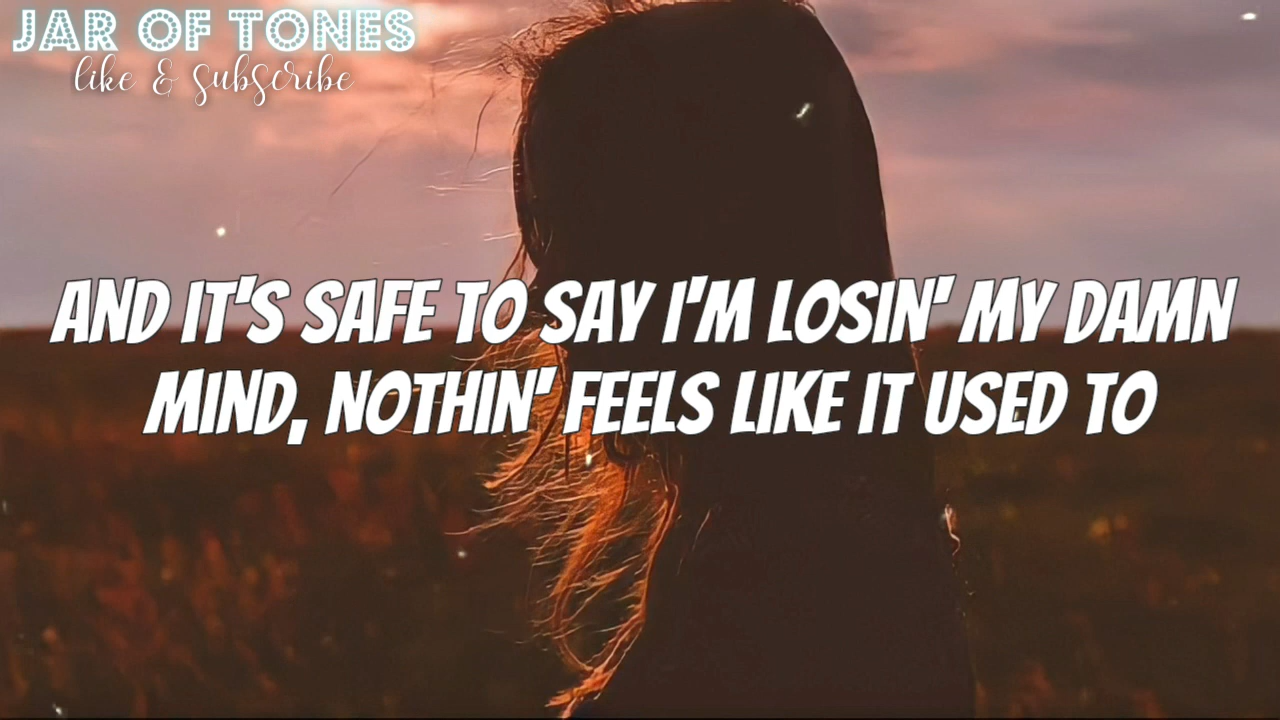 JAR OF TONES
like & subscribe
AND IT'S SAFE TO SAY I'M LOSIN' MY DAMN
MIND, NOTHIN' FEELS LIKE IT USED TO